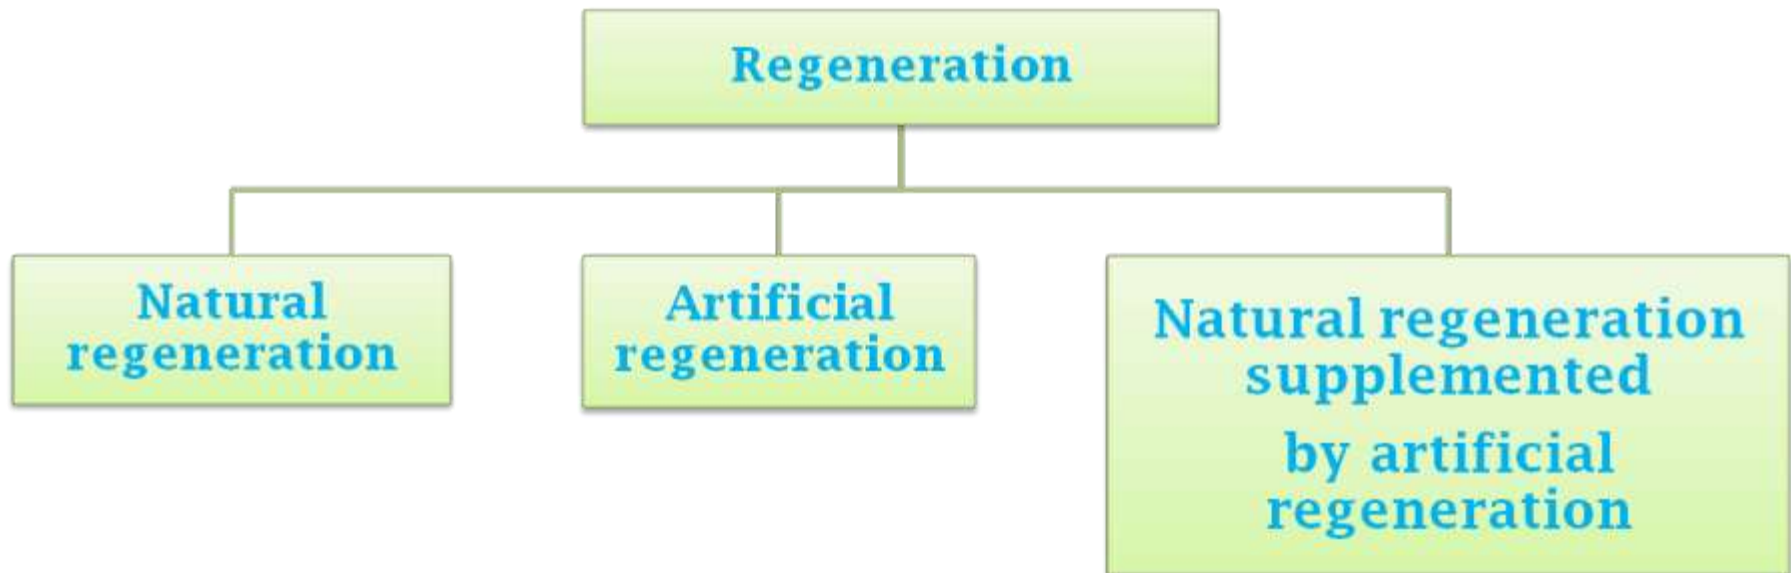 Regeneration
Natural
regeneration
Artificial
regeneration
Natural regeneration
supplemented
by artificial
regeneration